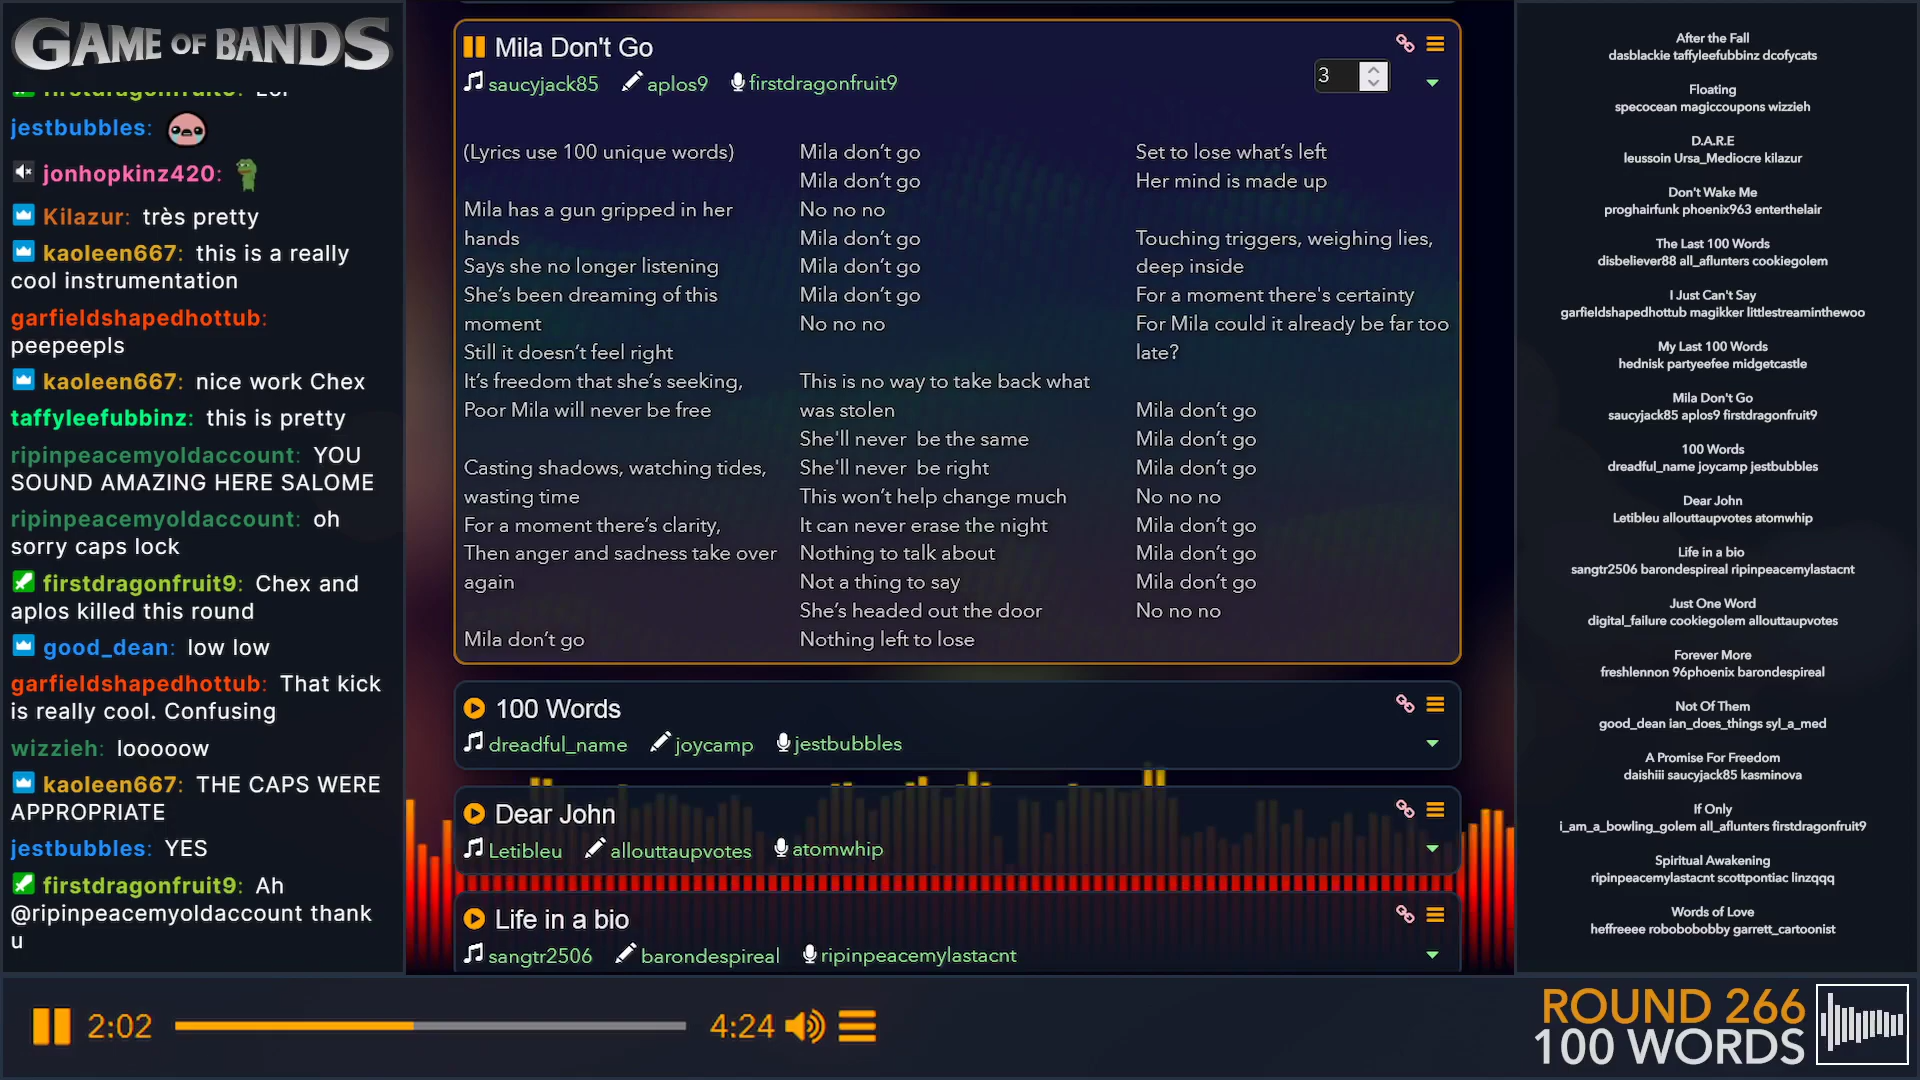 GAME OF BANDS
jestbubbles:
jonhopkinz420:
Kilazur: très pretty
kaoleen667: this is a really
cool instrumentation
garfieldshapedhottub:
peepeepls
kaoleen667: nice work Chex
taffyleefubbinz: this is pretty
ripinpeacemyoldaccount: YOU
SOUND AMAZING HERE SALOME
ripinpeacemyoldaccount: oh
sorry caps lock
firstdragonfruit9: Chex and
aplos killed this round
good_dean: low low
garfieldshapedhottub: That kick
is really cool. Confusing
wizzieh: looooow
kaoleen667: THE CAPS WERE
APPROPRIATE
jestbubbles: YES
firstdragonfruit9: Ah
@ripinpeacemyoldaccount thank
u
Mila Don't Go
saucyjack85 aplos9 firstdragonfruit9
3
(Lyrics use 100 unique words)
Mila has a gun gripped in her
hands
Says she no longer listening
She's been dreaming of this
moment
Still it doesn't feel right
It's freedom that she's seeking,
Poor Mila will never be free
Casting shadows, watching tides,
wasting time
For a moment there's clarity,
Then anger and sadness take over
again
Mila don't go
Mila don't go
Mila don't go
No no no
Mila don't go
Mila don't go
Mila don't go
No no no
This is no way to take back what
was stolen
She'll never  be the same
She'll never  be right
This won't help change much
It can never erase the night
Nothing to talk about
Not a thing to say
She's headed out the door
Nothing left to lose
Set to lose what's left
Her mind is made up
Touching triggers, weighing lies,
deep inside
For a moment there's certainty
For Mila could it already be far too
late?
Mila don't go
Mila don't go
Mila don't go
No no no
Mila don't go
Mila don't go
Mila don't go
No no no
100 Words
dreadful_name joycamp jestbubbles
Dear John
Letibleu allouttaupvotes atomwhip
Life in a bio
sangtr2506 barondespireal ripinpeacemylastacnt
After the Fall
dasblackie taffyleefubbinz dcofycats
Floating
specocean magiccoupons wizzieh
D.A.R.E
leussoin Ursa_Mediocre kilazur
Don't Wake Me
proghairfunk phoenix963 enterthelair
The Last 100 Words
disbeliever88 all_aflunters cookiegolem
I Just Can't Say
garfieldshapedhottub magikker littlestreaminthewoo
My Last 100 Words
hednisk partyeefee midgetcastle
Mila Don't Go
saucyjack85 aplos9 firstdragonfruit9
100 Words
dreadful_name joycamp jestbubbles
Dear John
Letibleu allouttaupvotes atomwhip
Life in a bio
sangtr2506 barondespireal ripinpeacemylastacnt
Just One Word
digital_failure cookiegolem allouttaupvotes
Forever More
freshlennon 96phoenix barondespireal
Not Of Them
good_dean ian_does_things syl_a_med
A Promise For Freedom
daishiii saucyjack85 kasminova
If Only
i_am_a_bowling_golem all_aflunters firstdragonfruit9
Spiritual Awakening
ripinpeacemylastacnt scottpontiac linzqqq
Words of Love
heffreeee robobobobby garrett_cartoonist
2:02
4:24
ROUND 266
100 WORDS